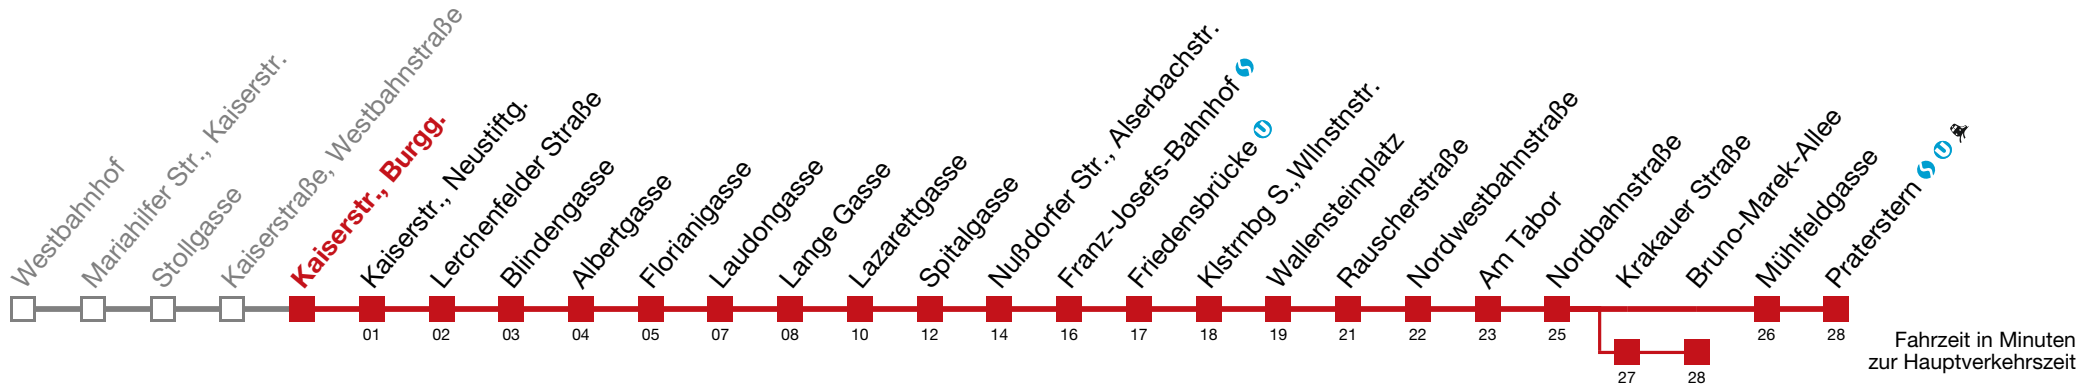 Westbahnhof
Mariahilfer Str., Kaiserstr.
Stollgasse
Kaiserstraße, Westbahnstraße
Kaiserstr., Burgg.
Kaiserstr., Neustiftg.
Lerchenfelder Straße
Blindengasse
Albertgasse
Florianigasse
Laudongasse
Lange Gasse
Lazarettgasse
Spitalgasse
Nußdorfer Str., Alserbachstr.
Franz-Josefs-Bahnhof S
Friedensbrücke U
Klstrnbg S.,Wllnstnstr.
Wallensteinplatz
Rauscherstraße
Nordwestbahnstraße
Am Tabor
Nordbahnstraße
Krakauer Straße
Bruno-Marek-Allee
Mühlfeldgasse
Praterstern S U
01 02 03 04 05 07 08 10 12 14 16 17 18 19 21 22 23 25 26 28
27 28
Fahrzeit in Minuten
zur Hauptverkehrszeit